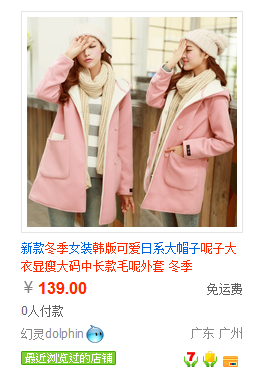 新款冬季女装韩版可爱日系大帽子呢子大
衣显瘦大码中长款毛呢外套 冬季
￥139.00 免运费
0人付款
幻灵dolphin 广东 广州
最近浏览过的店铺 7